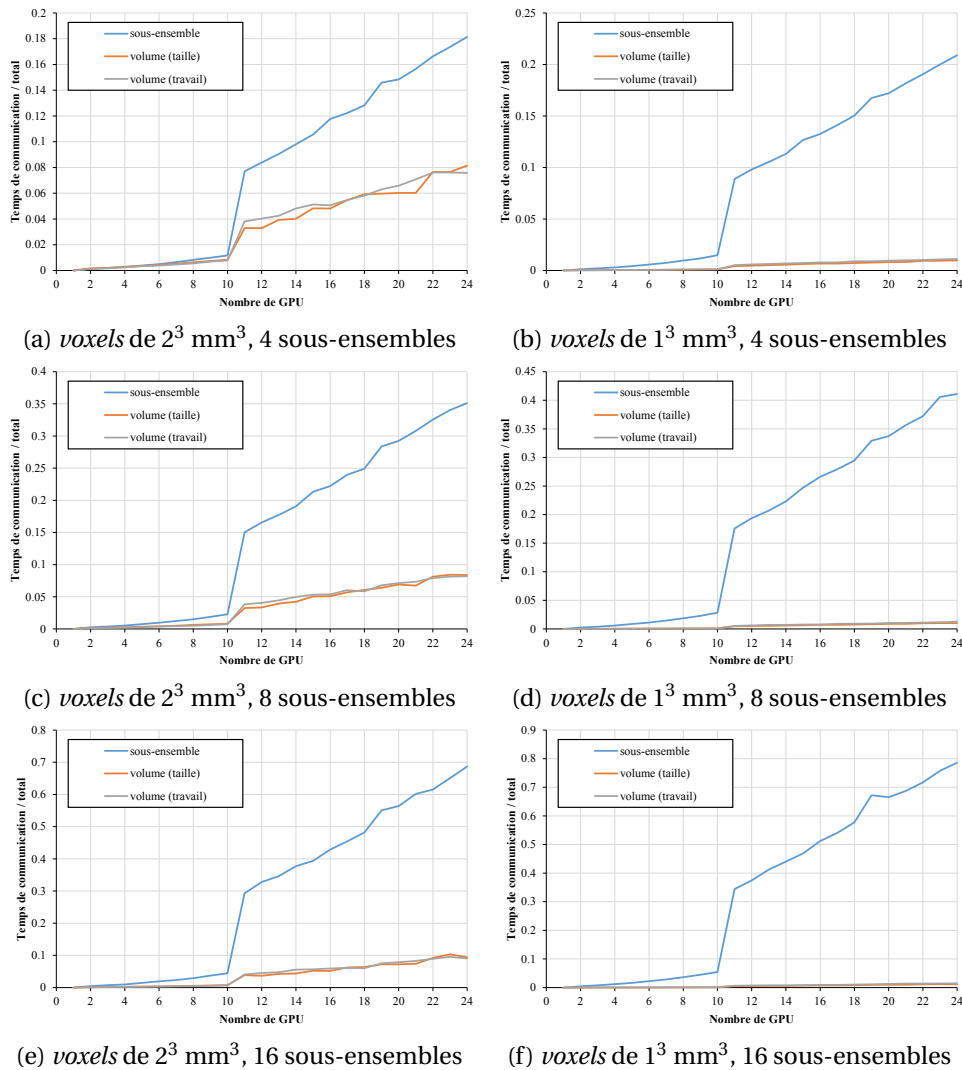 Temps de communication / total
0.2
0.18
0.16
0.14
0.12
0.1
0.08
0.06
0.04
0.02
0
sous-ensemble
volume (taille)
volume (travail)
0 2 4 6 8 10 12 14 16 18 20 22 24
Nombre de GPU
(a) voxels de 2³ mm³, 4 sous-ensembles
Temps de communication / total
0.25
0.2
0.15
0.1
0.05
0
sous-ensemble
volume (taille)
volume (travail)
0 2 4 6 8 10 12 14 16 18 20 22 24
Nombre de GPU
(b) voxels de 1³ mm³, 4 sous-ensembles
Temps de communication / total
0.4
0.35
0.3
0.25
0.2
0.15
0.1
0.05
0
sous-ensemble
volume (taille)
volume (travail)
0 2 4 6 8 10 12 14 16 18 20 22 24
Nombre de GPU
(c) voxels de 2³ mm³, 8 sous-ensembles
Temps de communication / total
0.45
0.4
0.35
0.3
0.25
0.2
0.15
0.1
0.05
0
sous-ensemble
volume (taille)
volume (travail)
0 2 4 6 8 10 12 14 16 18 20 22 24
Nombre de GPU
(d) voxels de 1³ mm³, 8 sous-ensembles
Temps de communication / total
0.8
0.7
0.6
0.5
0.4
0.3
0.2
0.1
0
sous-ensemble
volume (taille)
volume (travail)
0 2 4 6 8 10 12 14 16 18 20 22 24
Nombre de GPU
(e) voxels de 2³ mm³, 16 sous-ensembles
Temps de communication / total
0.9
0.8
0.7
0.6
0.5
0.4
0.3
0.2
0.1
0
sous-ensemble
volume (taille)
volume (travail)
0 2 4 6 8 10 12 14 16 18 20 22 24
Nombre de GPU
(f) voxels de 1³ mm³, 16 sous-ensembles